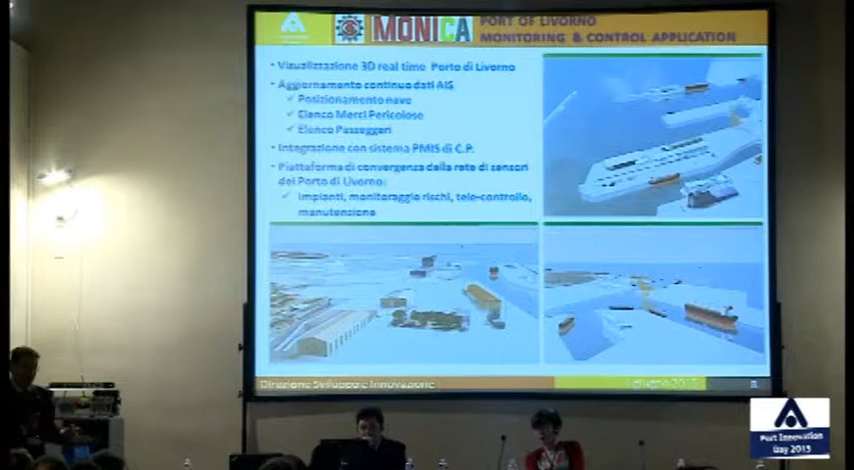 MONICA
PORT OF LIVORNO
MONITORING & CONTROL APPLICATION
• Visualizzazione 3D real time Porto di Livorno
• Aggiornamento continuo dati AIS
✓ Posizionamento nave
✓ Elenco Merci Pericolose
✓ Elenco Passeggeri
• Integrazione con sistema PMIS di C.P.
• Piattaforma di convergenza della rete di sensori
del Porto di Livorno:
✓ Impianti, monitoraggio rischi, tele-controllo,
manutenzione
Direzione Sviluppo e Innovazione
Port Innovation
Day 2015